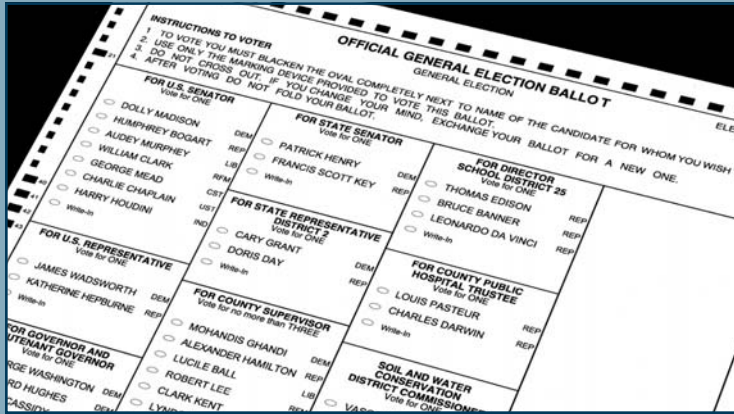 OFFICIAL GENERAL ELECTION BALLOT
GENERAL ELECTION
INSTRUCTIONS TO VOTER
1 TO VOTE YOU MUST BLACKEN THE OVAL COMPLETELY NEXT TO NAME OF THE CANDIDATE FOR WHOM YOU WISH
2. USE ONLY THE MARKING DEVICE PROVIDED TO VOTE THIS BALLOT.
3. DO NOT CROSS OUT. IF YOU CHANGE YOUR MIND, EXCHANGE YOUR BALLOT FOR A NEW ONE.
4. AFTER VOTING DO NOT FOLD YOUR BALLOT.
21
FOR U.S. SENATOR
Vote for ONE
DOLLY MADISON DEM
HUMPHREY BOGART REP
AUDEY MURPHEY LIB
WILLIAM CLARK RFM
GEORGE MEAD CST
CHARLIE CHAPLAIN UST
HARRY HOUDINI IND
Write-In
40
41
42
43
FOR U.S. REPRESENTATIVE
Vote for ONE
JAMES WADSWORTH DEM
KATHERINE HEPBURNE REP
Write-In
FOR GOVERNOR AND
Vote for ONE
WASHINGTON DEM
HUGHES
CASSIDY
FOR STATE SENATOR
Vote for ONE
PATRICK HENRY DEM
FRANCIS SCOTT KEY REP
Write-In
FOR STATE REPRESENTATIVE
DISTRICT 2
Vote for ONE
CARY GRANT DEM
DORIS DAY REP
Write-In
FOR COUNTY SUPERVISOR
Vote for no more than THREE
MOHANDIS GHANDI DEM
ALEXANDER HAMILTON REP
LUCILE BALL LIB
ROBERT LEE
CLARK KENT
FOR DIRECTOR
SCHOOL DISTRICT 25
Vote for ONE
THOMAS EDISON REP
BRUCE BANNER REP
LEONARDO DA VINCI REP
Write-In
FOR COUNTY PUBLIC
HOSPITAL TRUSTEE
Vote for ONE
LOUIS PASTEUR REP
CHARLES DARWIN REP
Write-In
SOIL AND WATER
CONSERVATION
DISTRICT COMMISSIONER
Vote for ONE